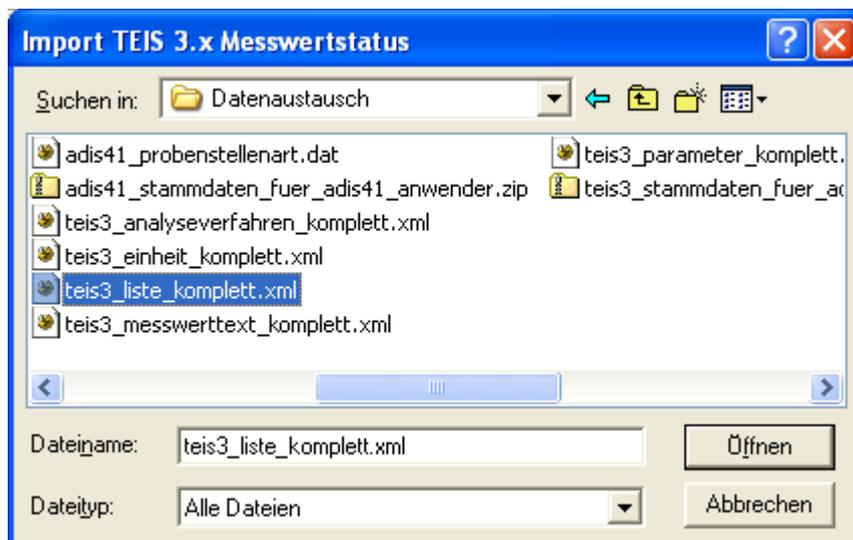 Import TEIS 3.x Messwertstatus
Suchen in: Datenaustausch
adis41_probenstellenart.dat
adis41_stammdaten_fuer_adis41_anwender.zip
teis3_analyseverfahren_komplett.xml
teis3_einheit_komplett.xml
teis3_liste_komplett.xml
teis3_messwerttext_komplett.xml
teis3_parameter_komplett.
teis3_stammdaten_fuer_ad
Dateiname: teis3_liste_komplett.xml
Öffnen
Dateityp: Alle Dateien
Abbrechen